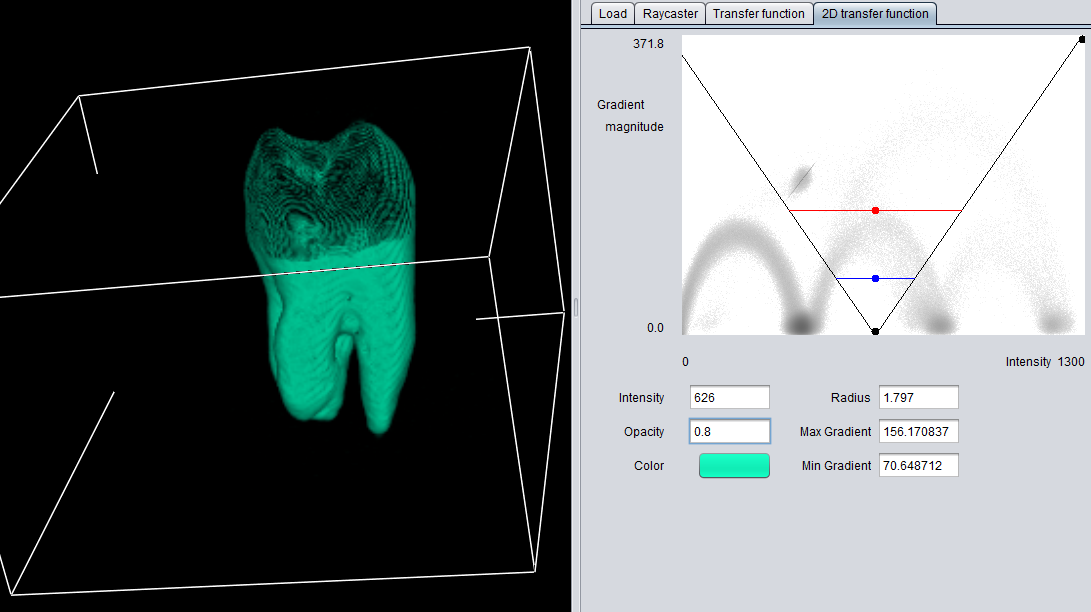 Load Raycaster Transfer function 2D transfer function
371.8
Gradient
magnitude
0.0
0 Intensity 1300
Intensity 626 Radius 1.797
Opacity 0.8 Max Gradient 156.170837
Color Min Gradient 70.648712